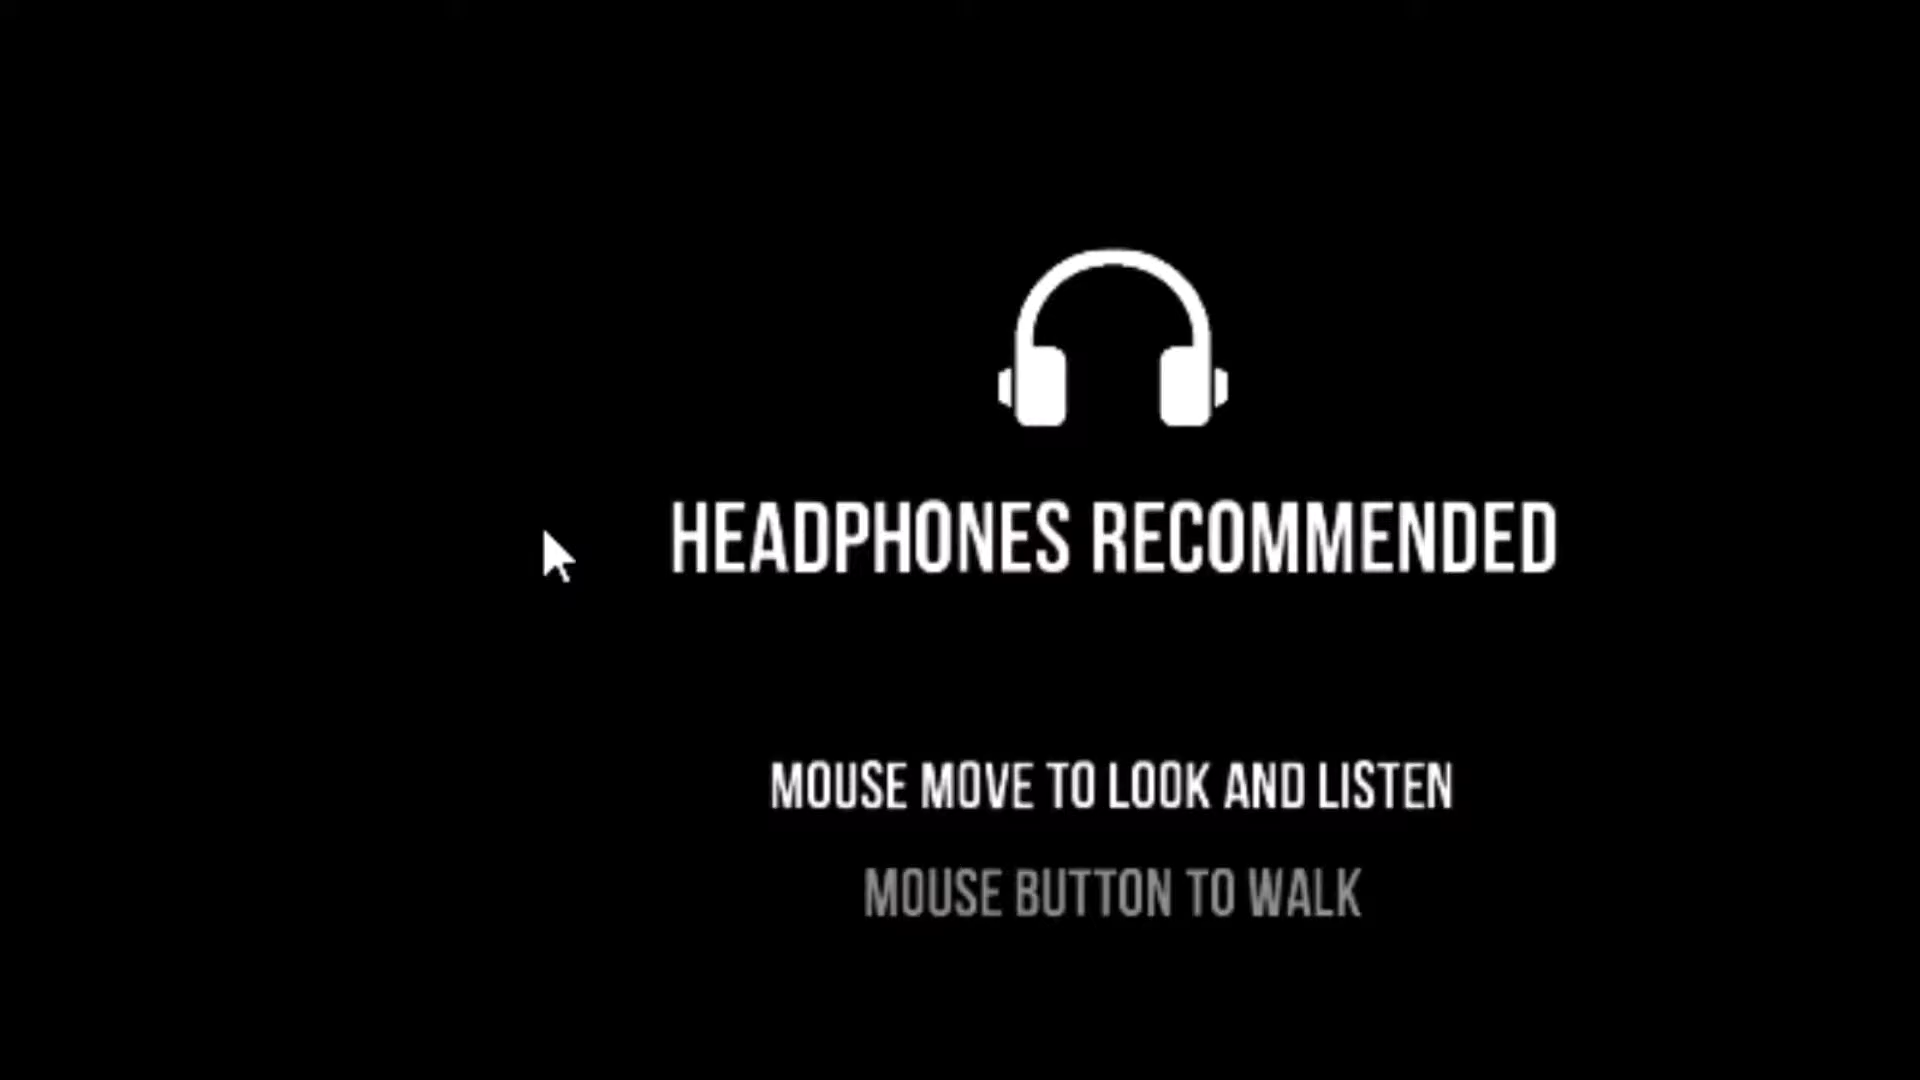 HEADPHONES RECOMMENDED
MOUSE MOVE TO LOOK AND LISTEN
MOUSE BUTTON TO WALK